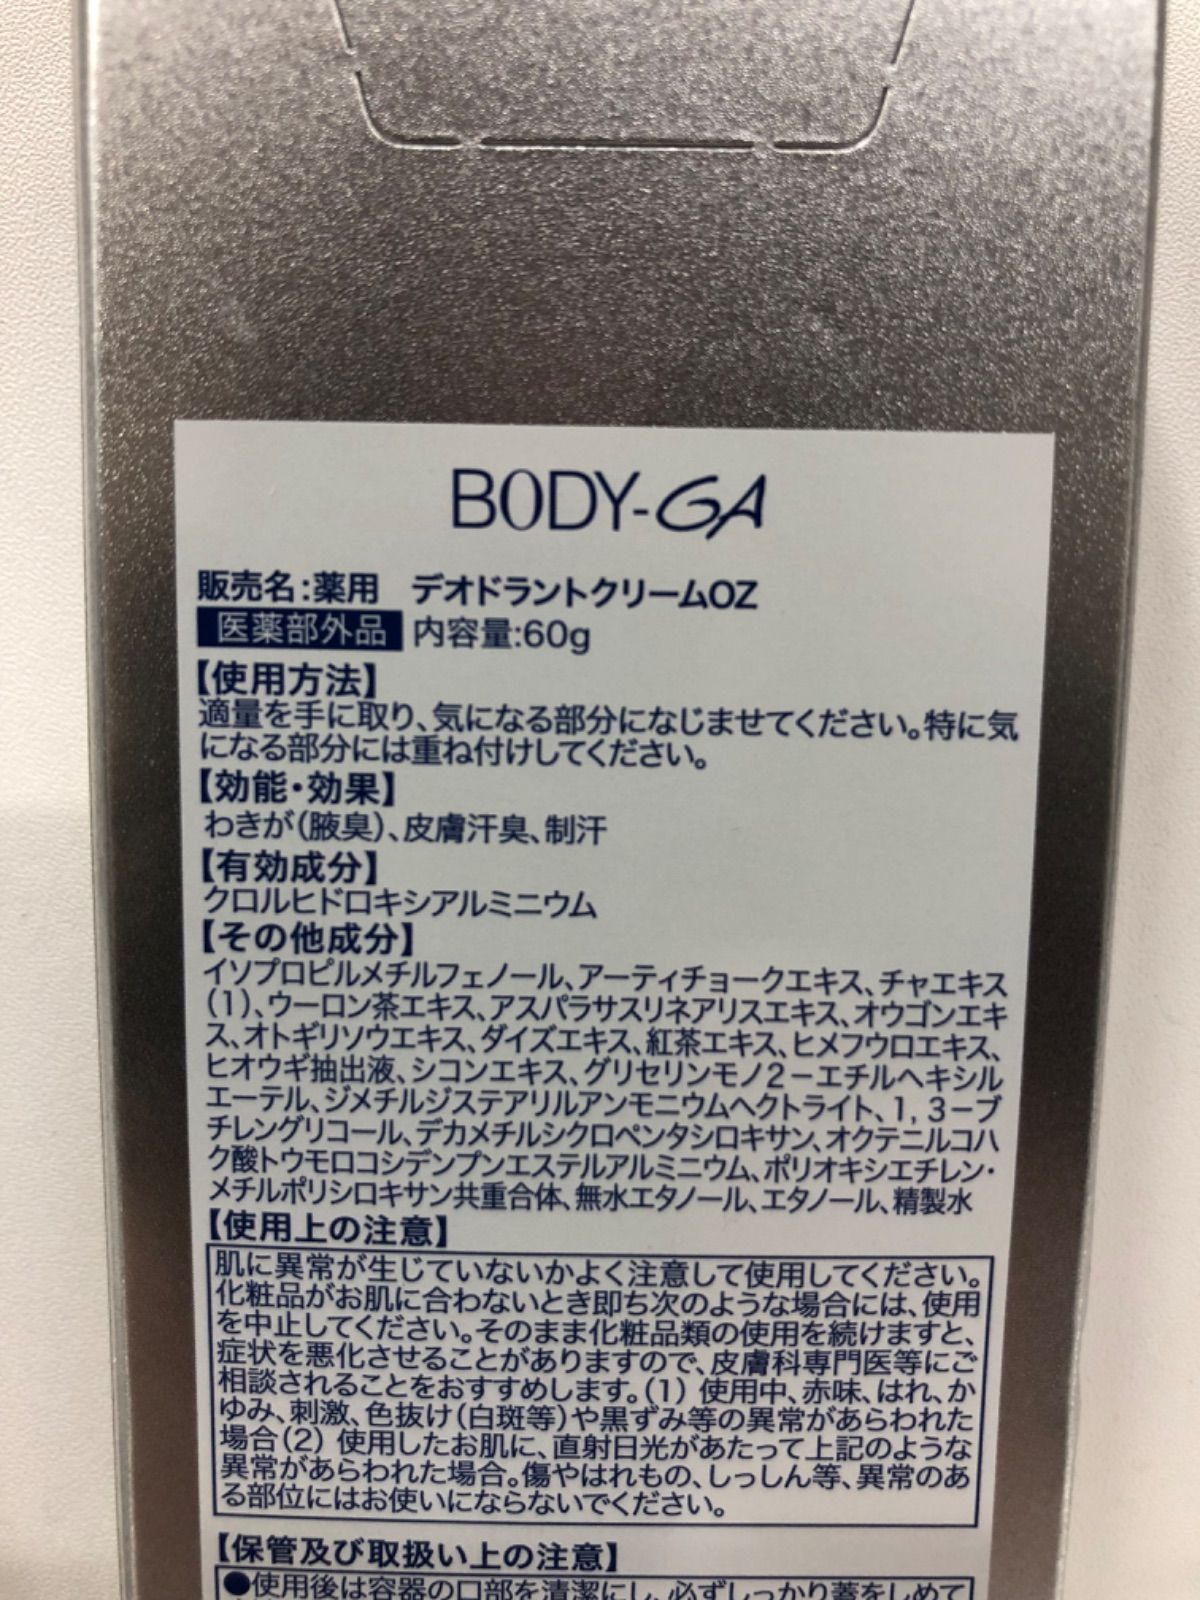 BODY-GA
販売名:薬用 デオドラントクリームOZ
医薬部外品 内容量:60g
【使用方法】
適量を手に取り、気になる部分になじませてください。特に気
になる部分には重ね付けしてください。
【効能・効果】
わきが(腋臭)、皮膚汗臭、制汗
【有効成分】
クロルヒドロキシアルミニウム
【その他成分】
イソプロピルメチルフェノール、アーティチョークエキス、チャエキス
(1)、ウーロン茶エキス、アスパラサスリネアリスエキス、オウゴンエキ
ス、オトギリソウエキス、ダイズエキス、紅茶エキス、ヒメフウロエキス、
ヒオウギ抽出液、シコンエキス、グリセリンモノ2－エチルヘキシル
エーテル、ジメチルジステアリルアンモニウムヘクトライト、1,3－ブ
チレングリコール、デカメチルシクロペンタシロキサン、オクテニルコハ
ク酸トウモロコシデンプンエステルアルミニウム、ポリオキシエチレン・
メチルポリシロキサン共重合体、無水エタノール、エタノール、精製水
【使用上の注意】
肌に異常が生じていないかよく注意して使用してください。
化粧品がお肌に合わないとき即ち次のような場合には、使用
を中止してください。そのまま化粧品類の使用を続けますと、
症状を悪化させることがありますので、皮膚科専門医等にご
相談されることをおすすめします。(1) 使用中、赤味、はれ、か
ゆみ、刺激、色抜け(白斑等)や黒ずみ等の異常があらわれた
場合(2) 使用したお肌に、直射日光があたって上記のような
異常があらわれた場合。傷やはれもの、しっしん等、異常のあ
る部位にはお使いにならないでください。
【保管及び取扱い上の注意】
●使用後は容器の口部を清潔にし、必ずしっかり蓋をしめて